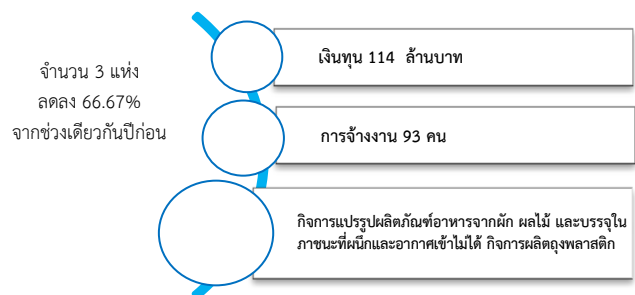 จำนวน 3 แห่ง
ลดลง 66.67%
จากช่วงเดียวกันปีก่อน
เงินทุน 114 ล้านบาท
การจ้างงาน 93 คน
กิจการแปรรูปผลิตภัณฑ์อาหารจากผัก ผลไม้ และบรรจุใน
ภาชนะที่ผนึกและอากาศเข้าไม่ได้ กิจการผลิตถุงพลาสติก